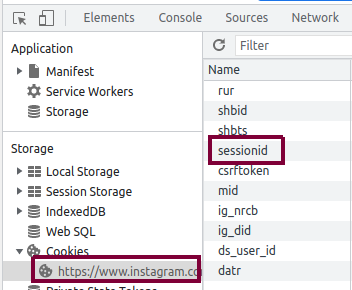 Elements Console Sources Network
Application
Manifest
Service Workers
Storage
Storage
Local Storage
Session Storage
IndexedDB
Web SQL
Cookies
https://www.instagram.co
Private State Tokens
Filter
Name
rur
shbid
shbts
sessionid
csrftoken
mid
ig_nrcb
ig_did
ds_user_id
datr